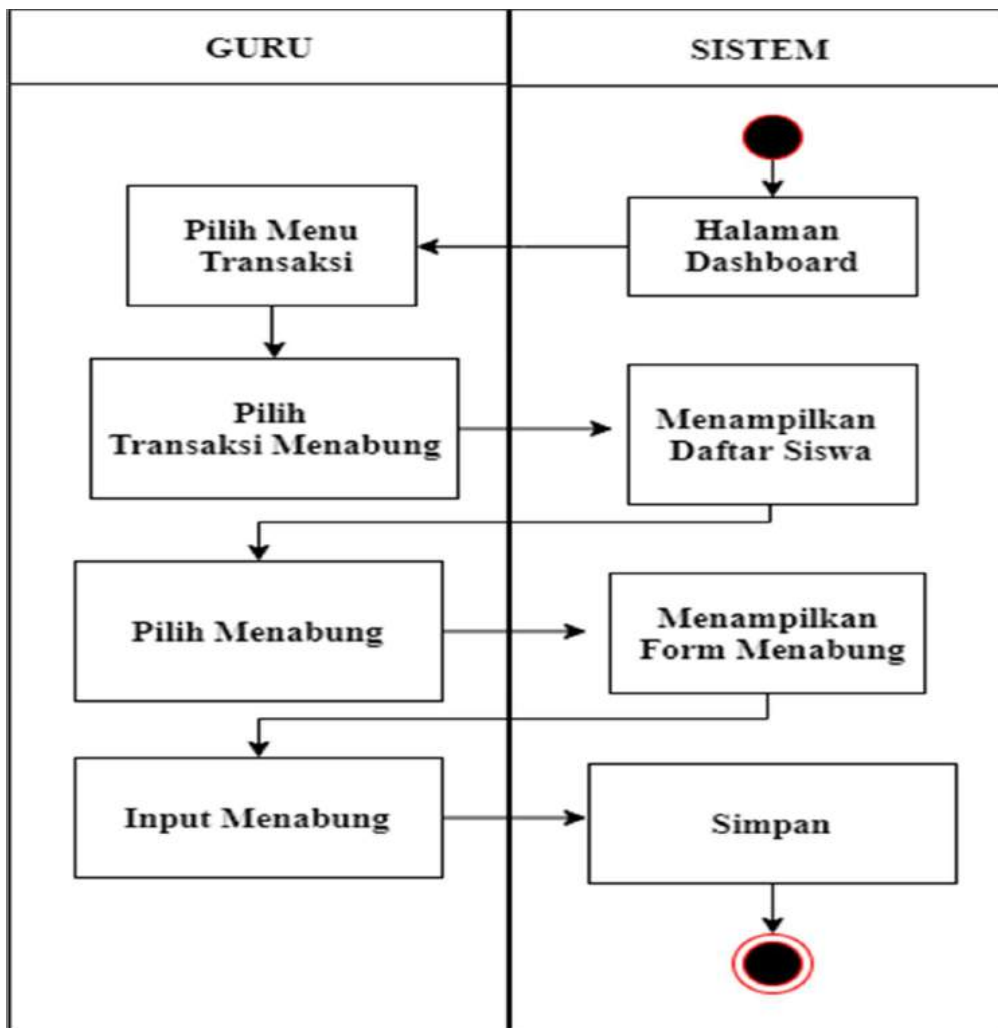 GURU
SISTEM
Halaman
Dashboard
Pilih Menu
Transaksi
Pilih
Transaksi Menabung
Menampilkan
Daftar Siswa
Pilih Menabung
Menampilkan
Form Menabung
Input Menabung
Simpan